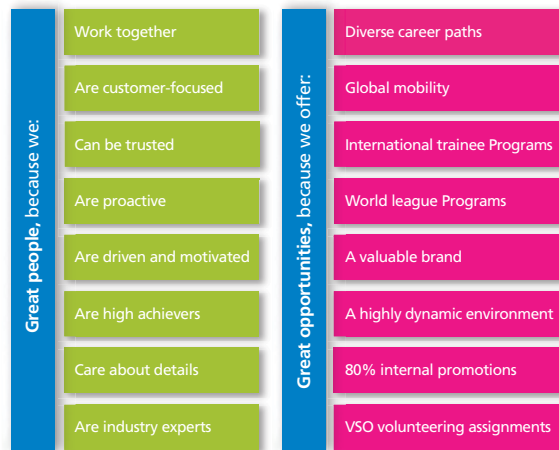 Great people, because we:
Work together
Are customer-focused
Can be trusted
Are proactive
Are driven and motivated
Are high achievers
Care about details
Are industry experts
Great opportunities, because we offer:
Diverse career paths
Global mobility
International trainee Programs
World league Programs
A valuable brand
A highly dynamic environment
80% internal promotions
VSO volunteering assignments